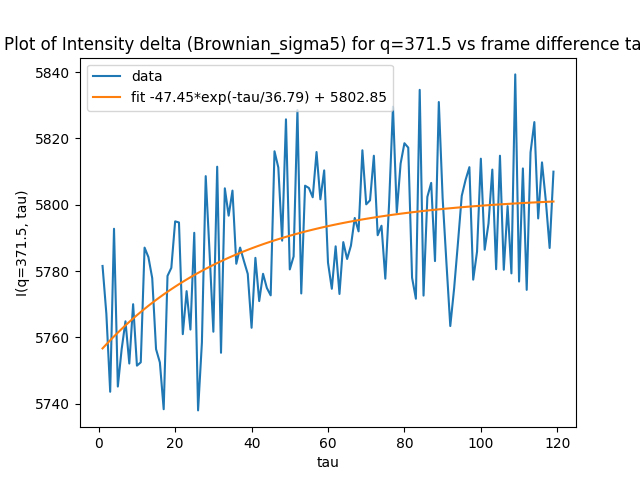 Plot of Intensity delta (Brownian_sigma5) for q=371.5 vs frame difference ta
data
fit -47.45*exp(-tau/36.79) + 5802.85
I(q=371.5, tau)
5840
5820
5800
5780
5760
5740
0 20 40 60 80 100 120
tau